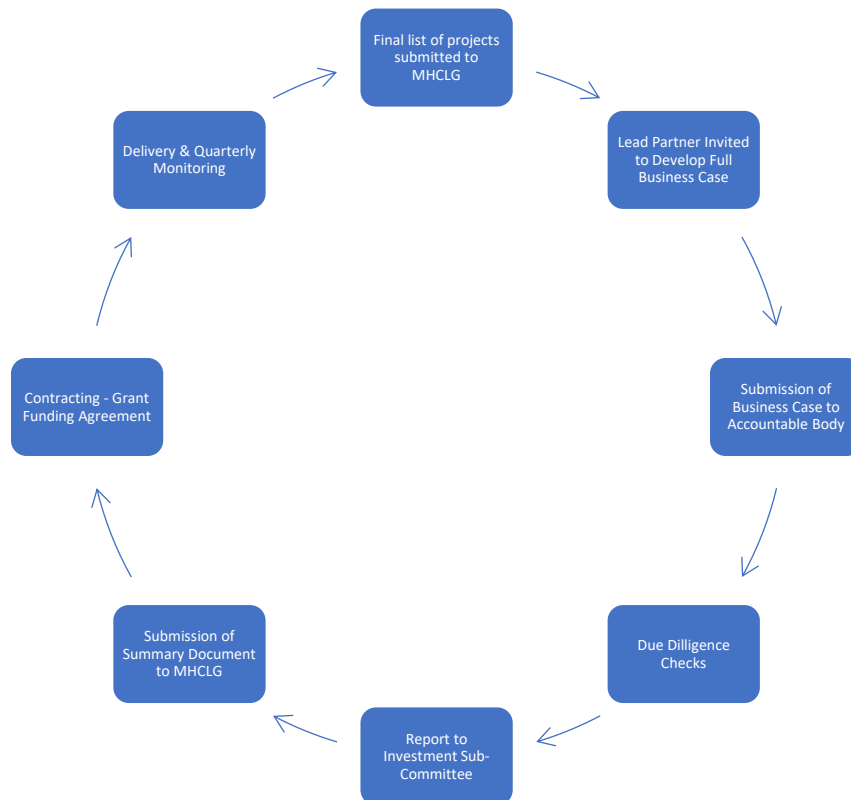 Final list of projects
submitted to
MHCLG
Lead Partner Invited
to Develop Full
Business Case
Submission of
Business Case to
Accountable Body
Due Dilligence
Checks
Report to
Investment Sub-
Committee
Submission of
Summary Document
to MHCLG
Contracting - Grant
Funding Agreement
Delivery & Quarterly
Monitoring